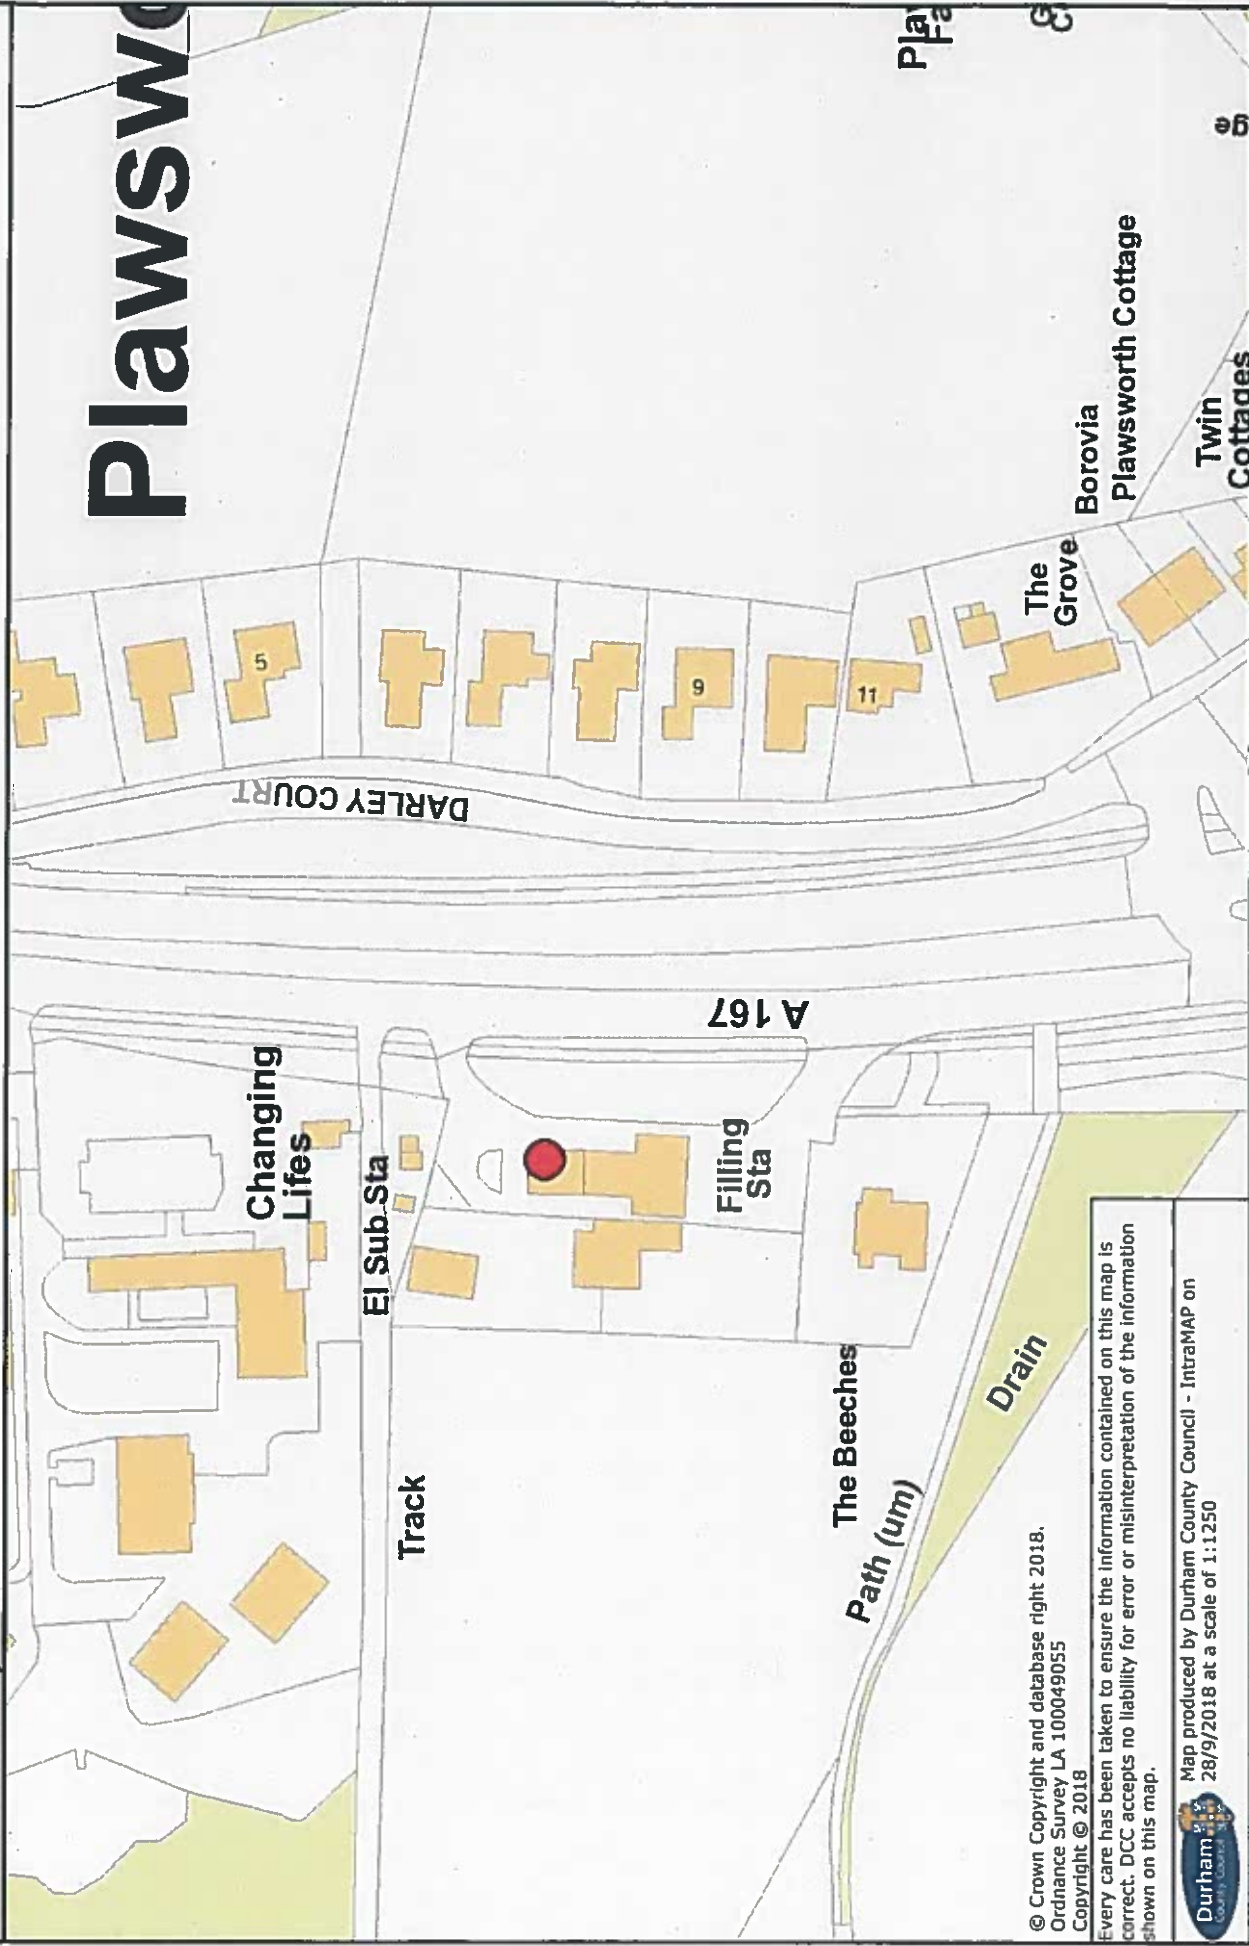 Plawswo
Pla
Fa
G
C
ge
5
9
11
DARLEY COURT
A 167
Borovia
Plawsworth Cottage
Twin
Cottages
The
Grove
Changing
Lifes
El Sub Sta
Filling
Sta
Track
The Beeches
Path (um)
Drain
© Crown Copyright and database right 2018.
Ordnance Survey LA 100049055
Copyright © 2018
Every care has been taken to ensure the information contained on this map is
correct. DCC accepts no liability for error or misinterpretation of the information
shown on this map.
Durham
County Council
Map produced by Durham County Council - IntraMAP on
28/9/2018 at a scale of 1:1250